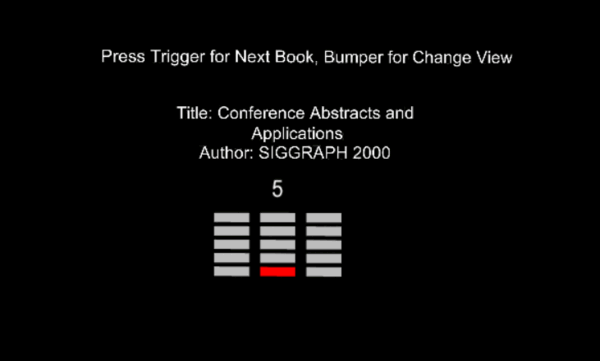 Press Trigger for Next Book, Bumper for Change View
Title: Conference Abstracts and
Applications
Author: SIGGRAPH 2000
5